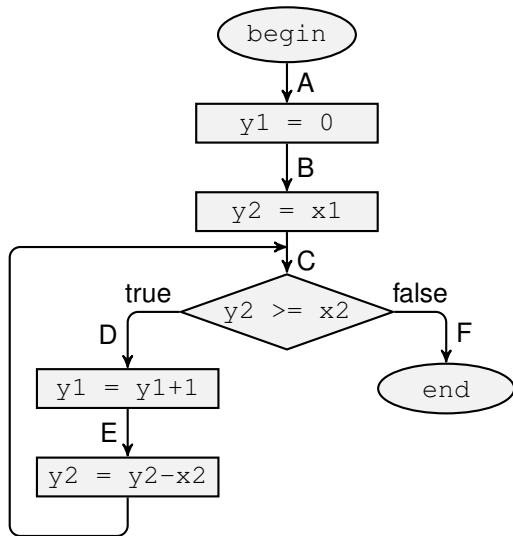 begin
A
y1 = 0
B
y2 = x1
C
true
y2 >= x2
false
D
F
y1 = y1+1
end
E
y2 = y2-x2